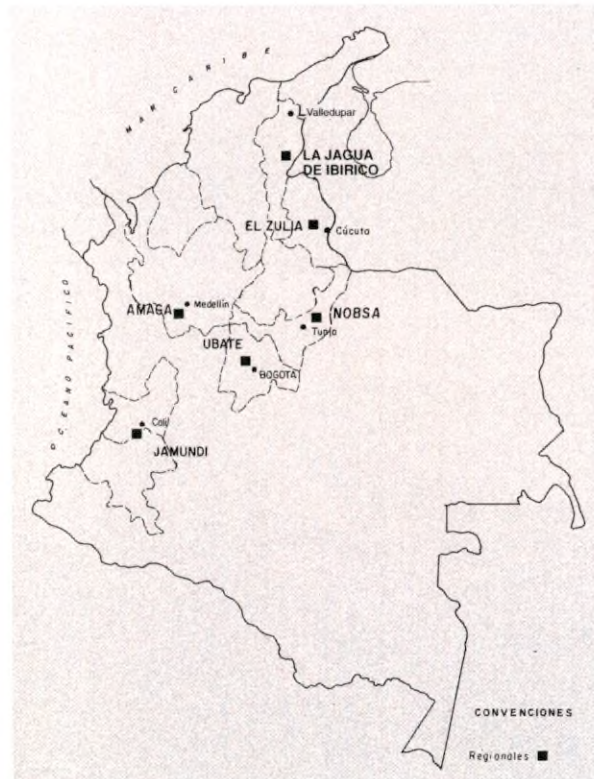 MAR CARIBE
Valledupar
LA JAGUA
DE IBIRICO
EL ZULIA
Cúcuta
Medellín
AMAGA
NOBSA
Tunja
UBATE
BOGOTA
OCEANO PACIFICO
Cali
JAMUNDI
CONVENCIONES
Regionales